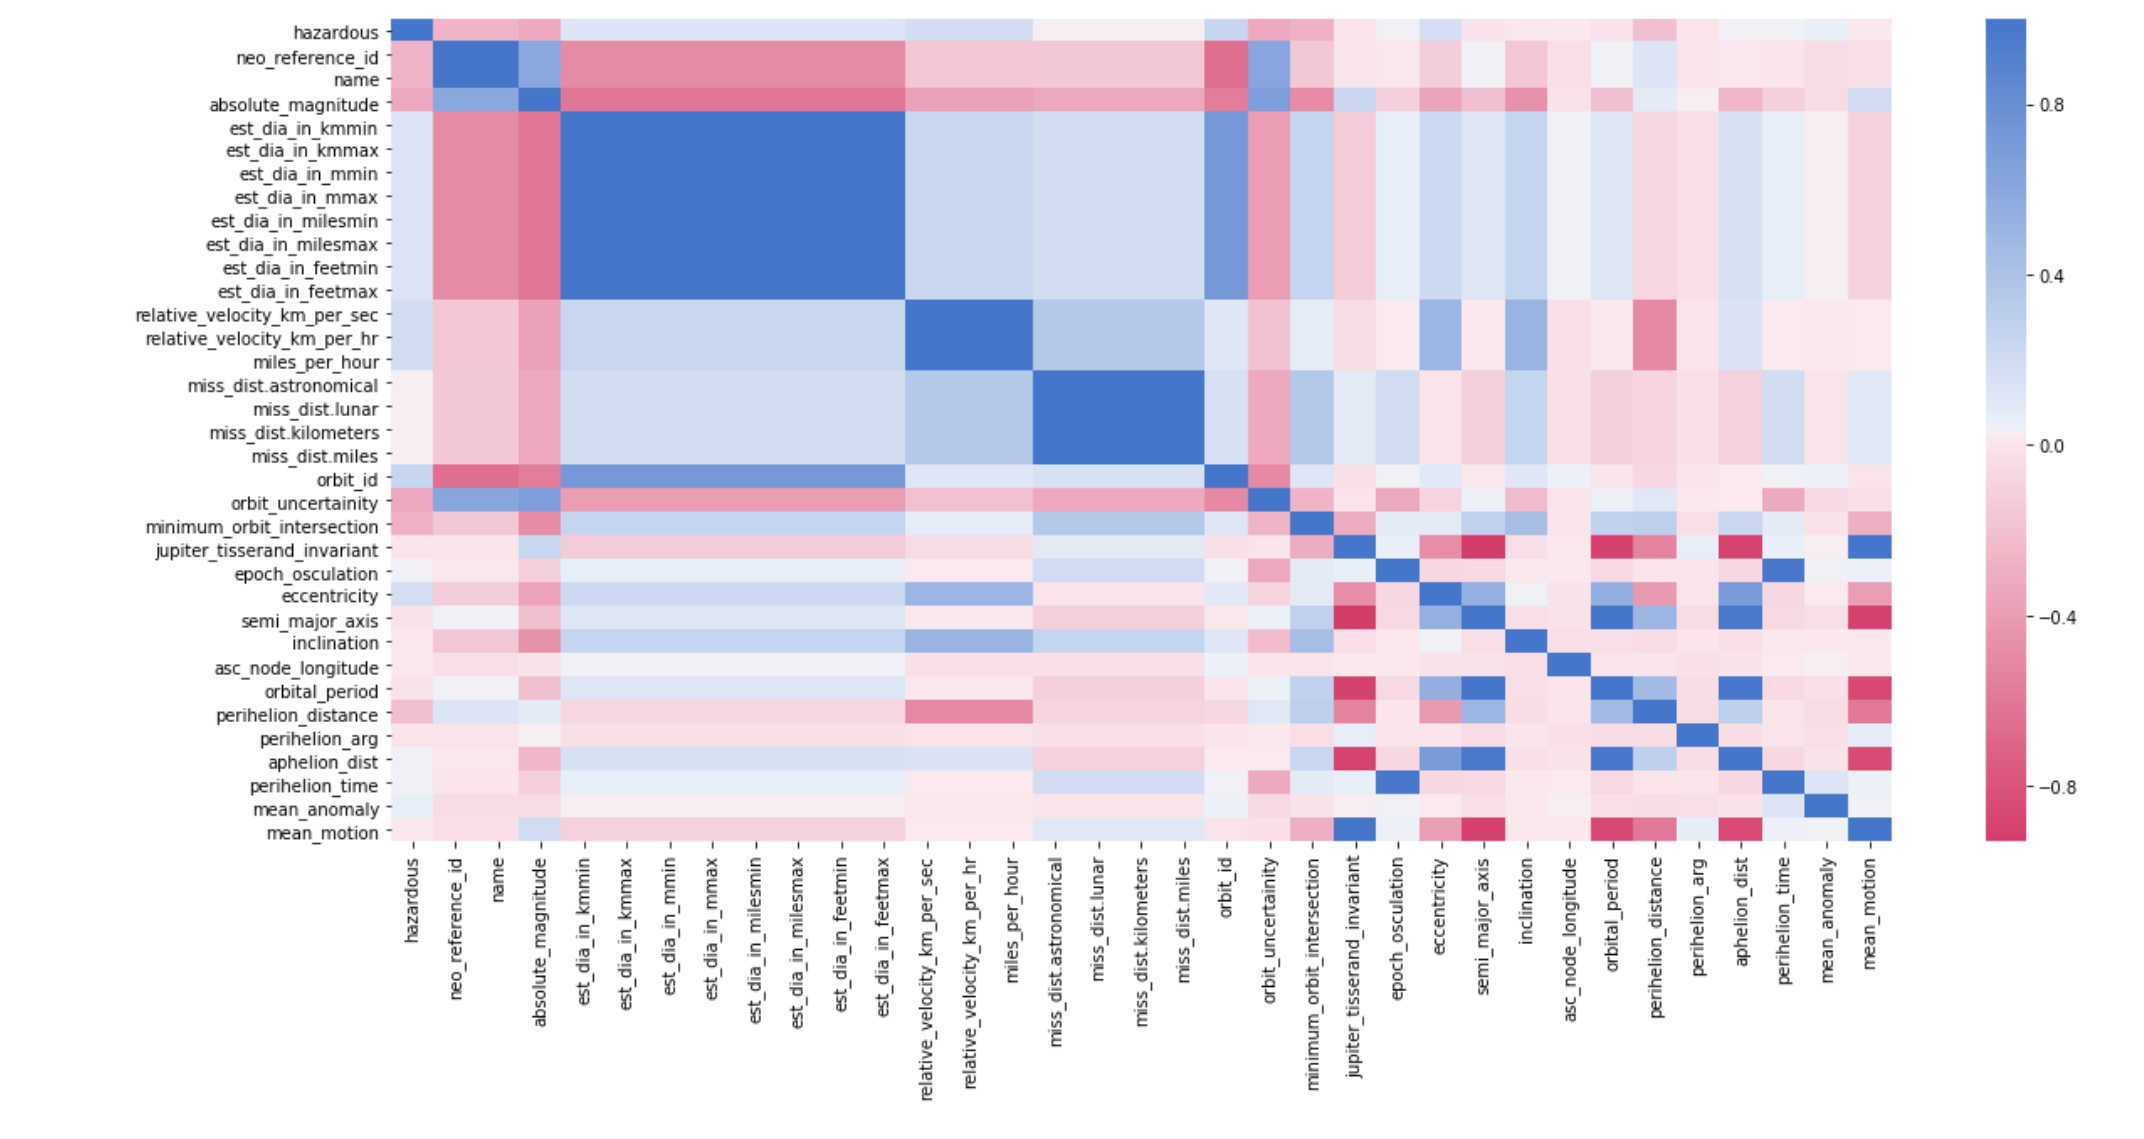 hazardous
neo_reference_id
name
absolute_magnitude
est_dia_in_kmmin
est_dia_in_kmmax
est_dia_in_mmin
est_dia_in_mmax
est_dia_in_milesmin
est_dia_in_milesmax
est_dia_in_feetmin
est_dia_in_feetmax
relative_velocity_km_per_sec
relative_velocity_km_per_hr
miles_per_hour
miss_dist.astronomical
miss_dist.lunar
miss_dist.kilometers
miss_dist.miles
orbit_id
orbit_uncertainity
minimum_orbit_intersection
jupiter_tisserand_invariant
epoch_osculation
eccentricity
semi_major_axis
inclination
asc_node_longitude
orbital_period
perihelion_distance
perihelion_arg
aphelion_dist
perihelion_time
mean_anomaly
mean_motion
hazardous
neo_reference_id
name
absolute_magnitude
est_dia_in_kmmin
est_dia_in_kmmax
est_dia_in_mmin
est_dia_in_mmax
est_dia_in_milesmin
est_dia_in_milesmax
est_dia_in_feetmin
est_dia_in_feetmax
relative_velocity_km_per_sec
relative_velocity_km_per_hr
miles_per_hour
miss_dist.astronomical
miss_dist.lunar
miss_dist.kilometers
miss_dist.miles
orbit_id
orbit_uncertainity
minimum_orbit_intersection
jupiter_tisserand_invariant
epoch_osculation
eccentricity
semi_major_axis
inclination
asc_node_longitude
orbital_period
perihelion_distance
perihelion_arg
aphelion_dist
perihelion_time
mean_anomaly
mean_motion
0.8
0.4
0.0
−0.4
−0.8